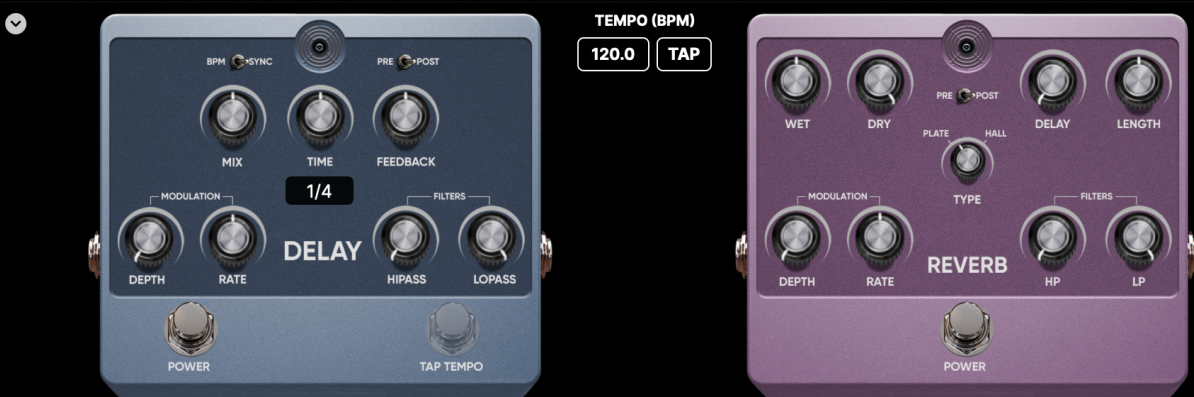 TEMPO (BPM)
120.0 TAP
BPM SYNC
PRE POST
MIX TIME FEEDBACK
1/4
MODULATION
FILTERS
DELAY
DEPTH RATE HIPASS LOPASS
POWER TAP TEMPO
WET DRY
PRE POST
DELAY LENGTH
PLATE HALL
TYPE
MODULATION
FILTERS
REVERB
DEPTH RATE HP LP
POWER